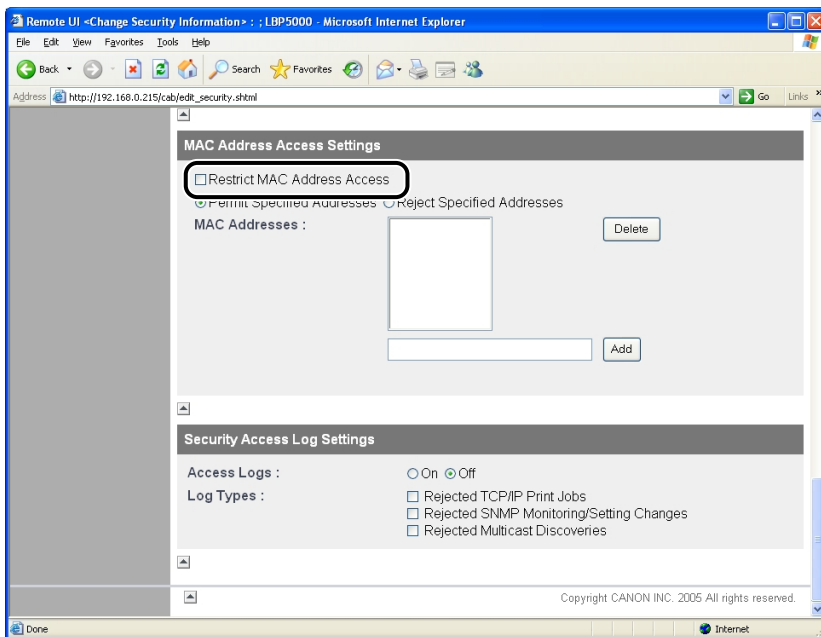 Remote UI <Change Security Information> : ; LBP5000 - Microsoft Internet Explorer
File Edit View Favorites Tools Help
Back Search Favorites
Address http://192.168.0.215/cab/edit_security.shtml Go Links »
MAC Address Access Settings
Restrict MAC Address Access
Permit Specified Addresses Reject Specified Addresses
MAC Addresses : Delete
Add
Security Access Log Settings
Access Logs : On Off
Log Types : Rejected TCP/IP Print Jobs
Rejected SNMP Monitoring/Setting Changes
Rejected Multicast Discoveries
Copyright CANON INC. 2005 All rights reserved.
Done Internet